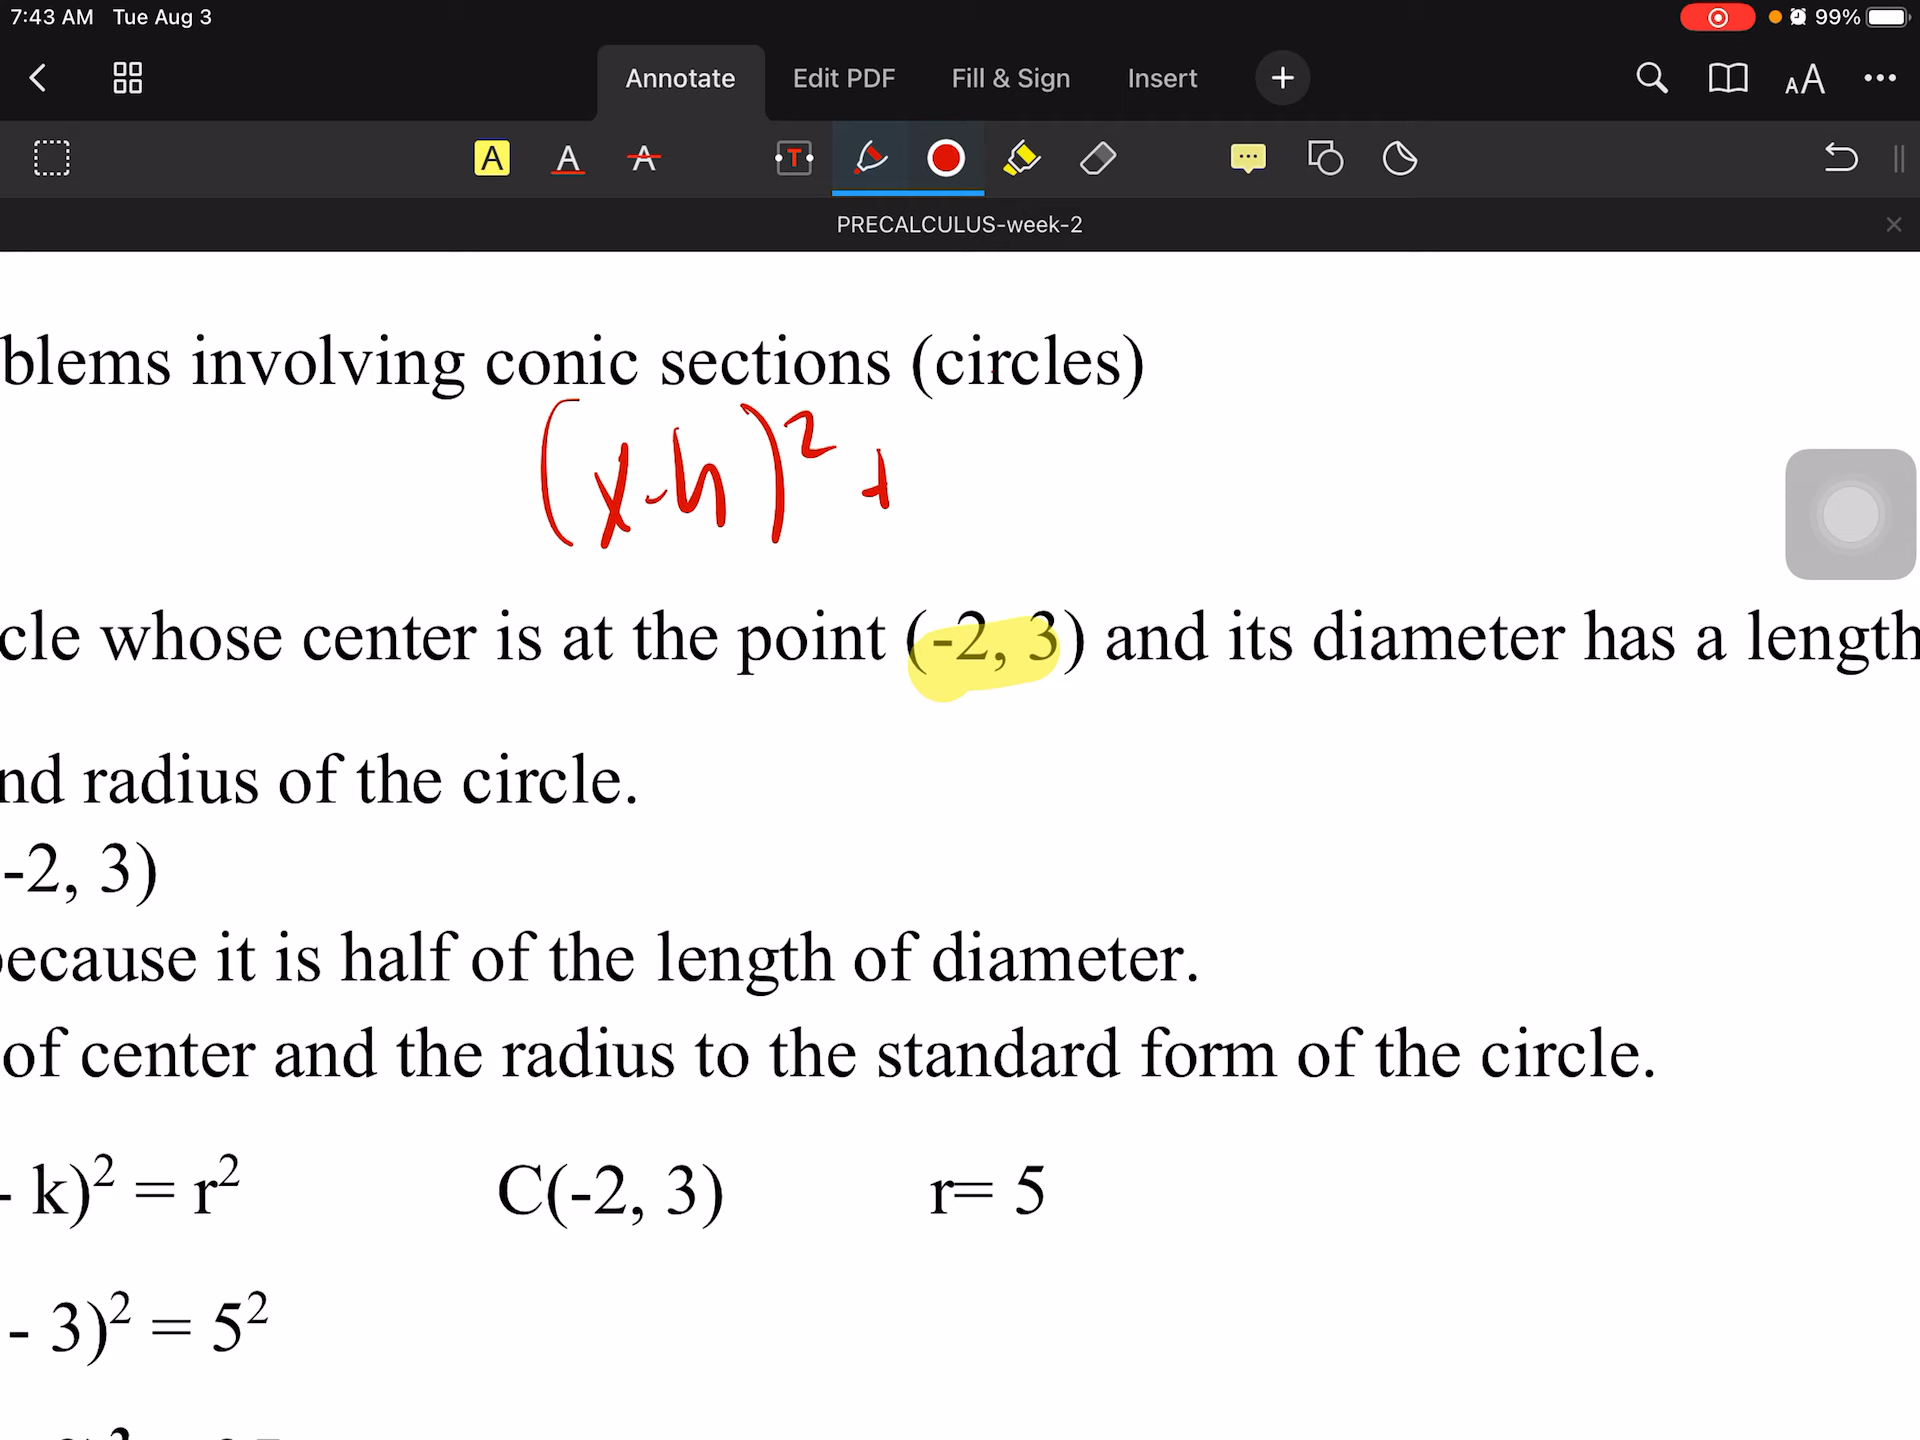 7:43 AM Tue Aug 3 99%
Annotate Edit PDF Fill & Sign Insert
PRECALCULUS-week-2
blems involving conic sections (circles)
(x-h)² +
cle whose center is at the point (-2, 3) and its diameter has a length
nd radius of the circle.
-2, 3)
because it is half of the length of diameter.
of center and the radius to the standard form of the circle.
- k)² = r² C(-2, 3) r= 5
- 3)² = 5²